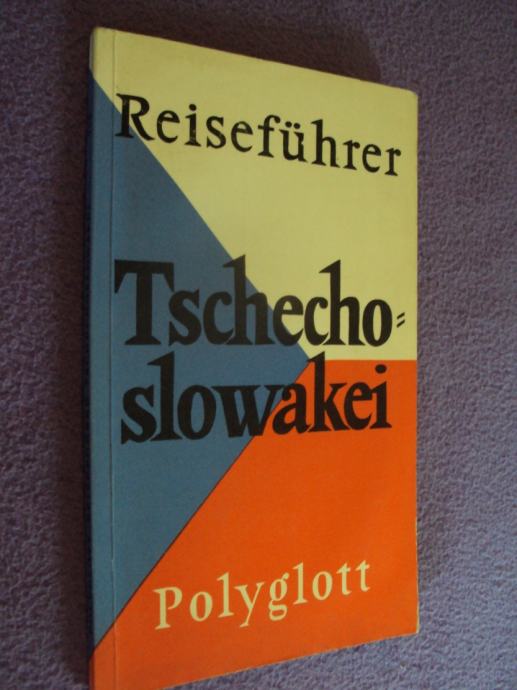 Reiseführer
Tschecho=
slowakei
Polyglott